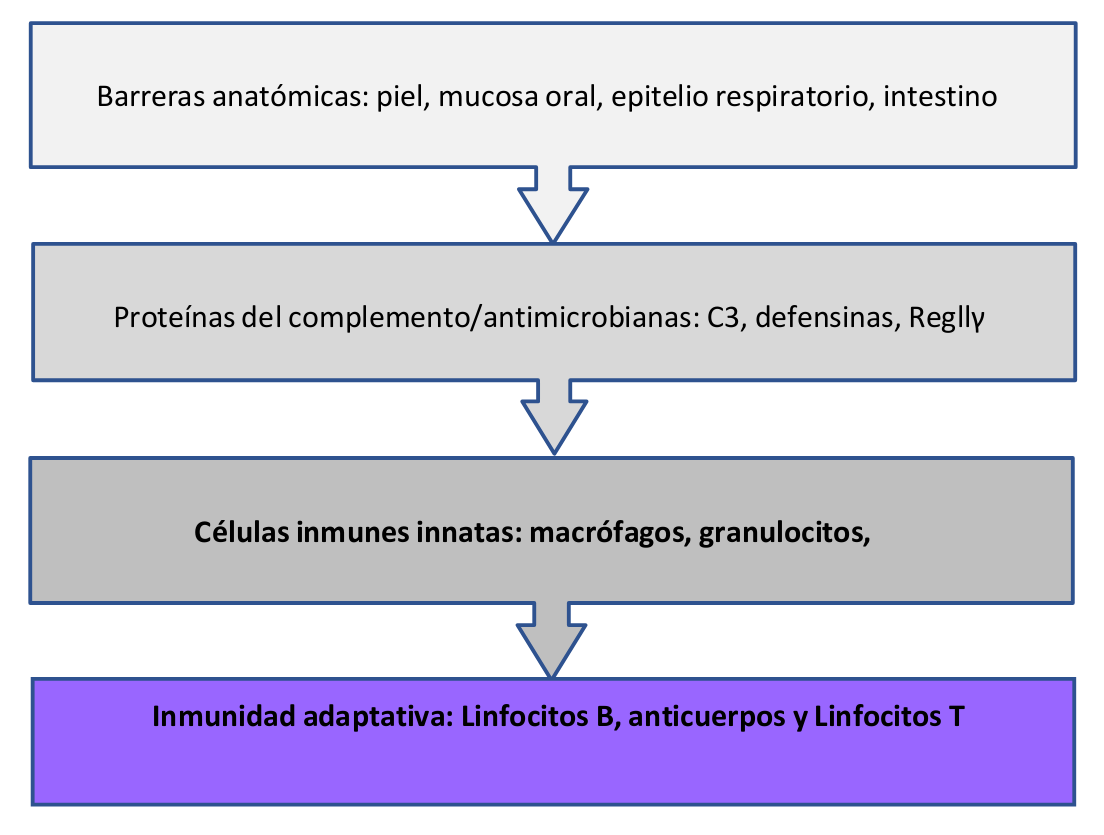 Barreras anatómicas: piel, mucosa oral, epitelio respiratorio, intestino
Proteínas del complemento/antimicrobianas: C3, defensinas, Regllγ
Células inmunes innatas: macrófagos, granulocitos,
Inmunidad adaptativa: Linfocitos B, anticuerpos y Linfocitos T